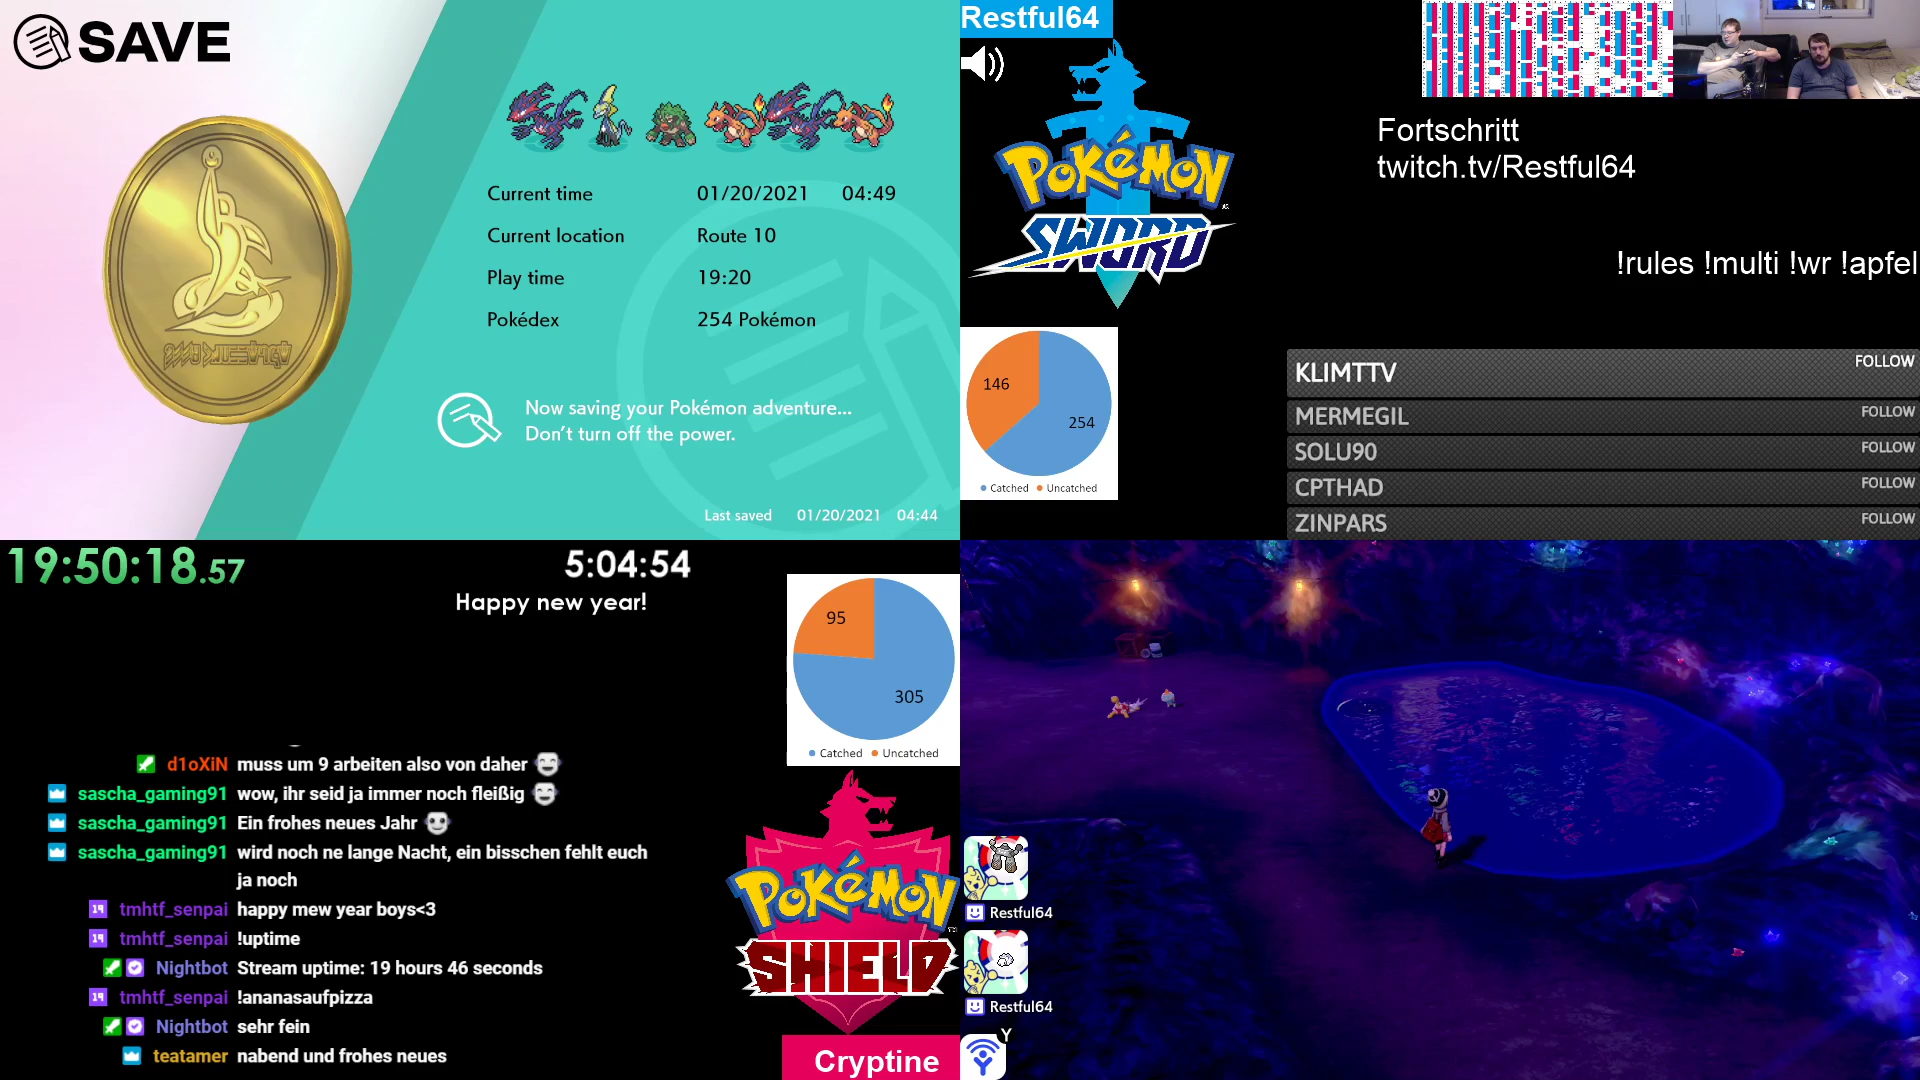 SAVE
Current time 01/20/2021 04:49
Current location Route 10
Play time 19:20
Pokédex 254 Pokémon
Now saving your Pokémon adventure...
Don't turn off the power.
Last saved 01/20/2021 04:44
Restful64
POKéMON
SWORD
Fortschritt
twitch.tv/Restful64
!rules !multi !wr !apfel
146
254
Catched Uncatched
KLIMTTV FOLLOW
MERMEGIL FOLLOW
SOLU90 FOLLOW
CPTHAD FOLLOW
ZINPARS FOLLOW
19:50:18.57
5:04:54
Happy new year!
95
305
Catched Uncatched
d1oXiN muss um 9 arbeiten also von daher
sascha_gaming91 wow, ihr seid ja immer noch fleißig
sascha_gaming91 Ein frohes neues Jahr
sascha_gaming91 wird noch ne lange Nacht, ein bisschen fehlt euch
ja noch
19 tmhtf_senpai happy mew year boys<3
19 tmhtf_senpai !uptime
Nightbot Stream uptime: 19 hours 46 seconds
19 tmhtf_senpai !ananasaufpizza
Nightbot sehr fein
teatamer nabend und frohes neues
POKéMON
SHIELD
Cryptine
Restful64
Restful64
Y